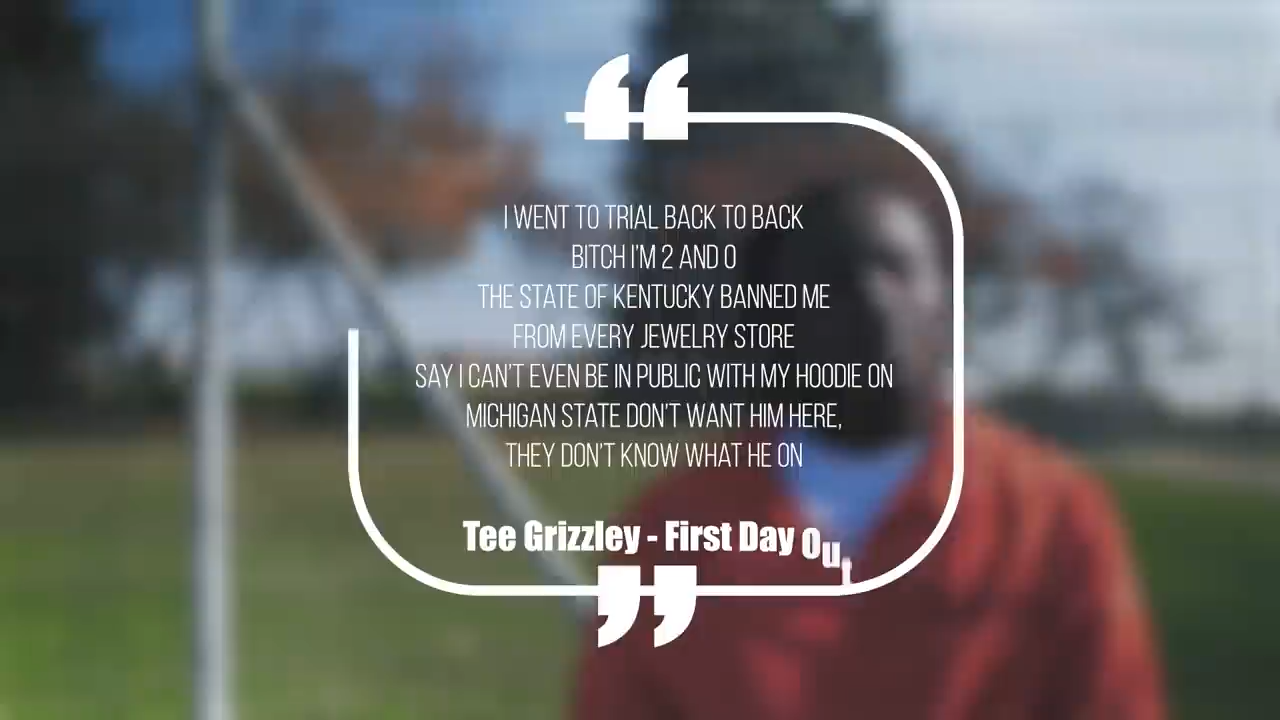 I WENT TO TRIAL BACK TO BACK
BITCH I'M 2 AND 0
THE STATE OF KENTUCKY BANNED ME
FROM EVERY JEWELRY STORE
SAY I CAN'T EVEN BE IN PUBLIC WITH MY HOODIE ON
MICHIGAN STATE DON'T WANT HIM HERE,
THEY DON'T KNOW WHAT HE ON
Tee Grizzley - First Day Out